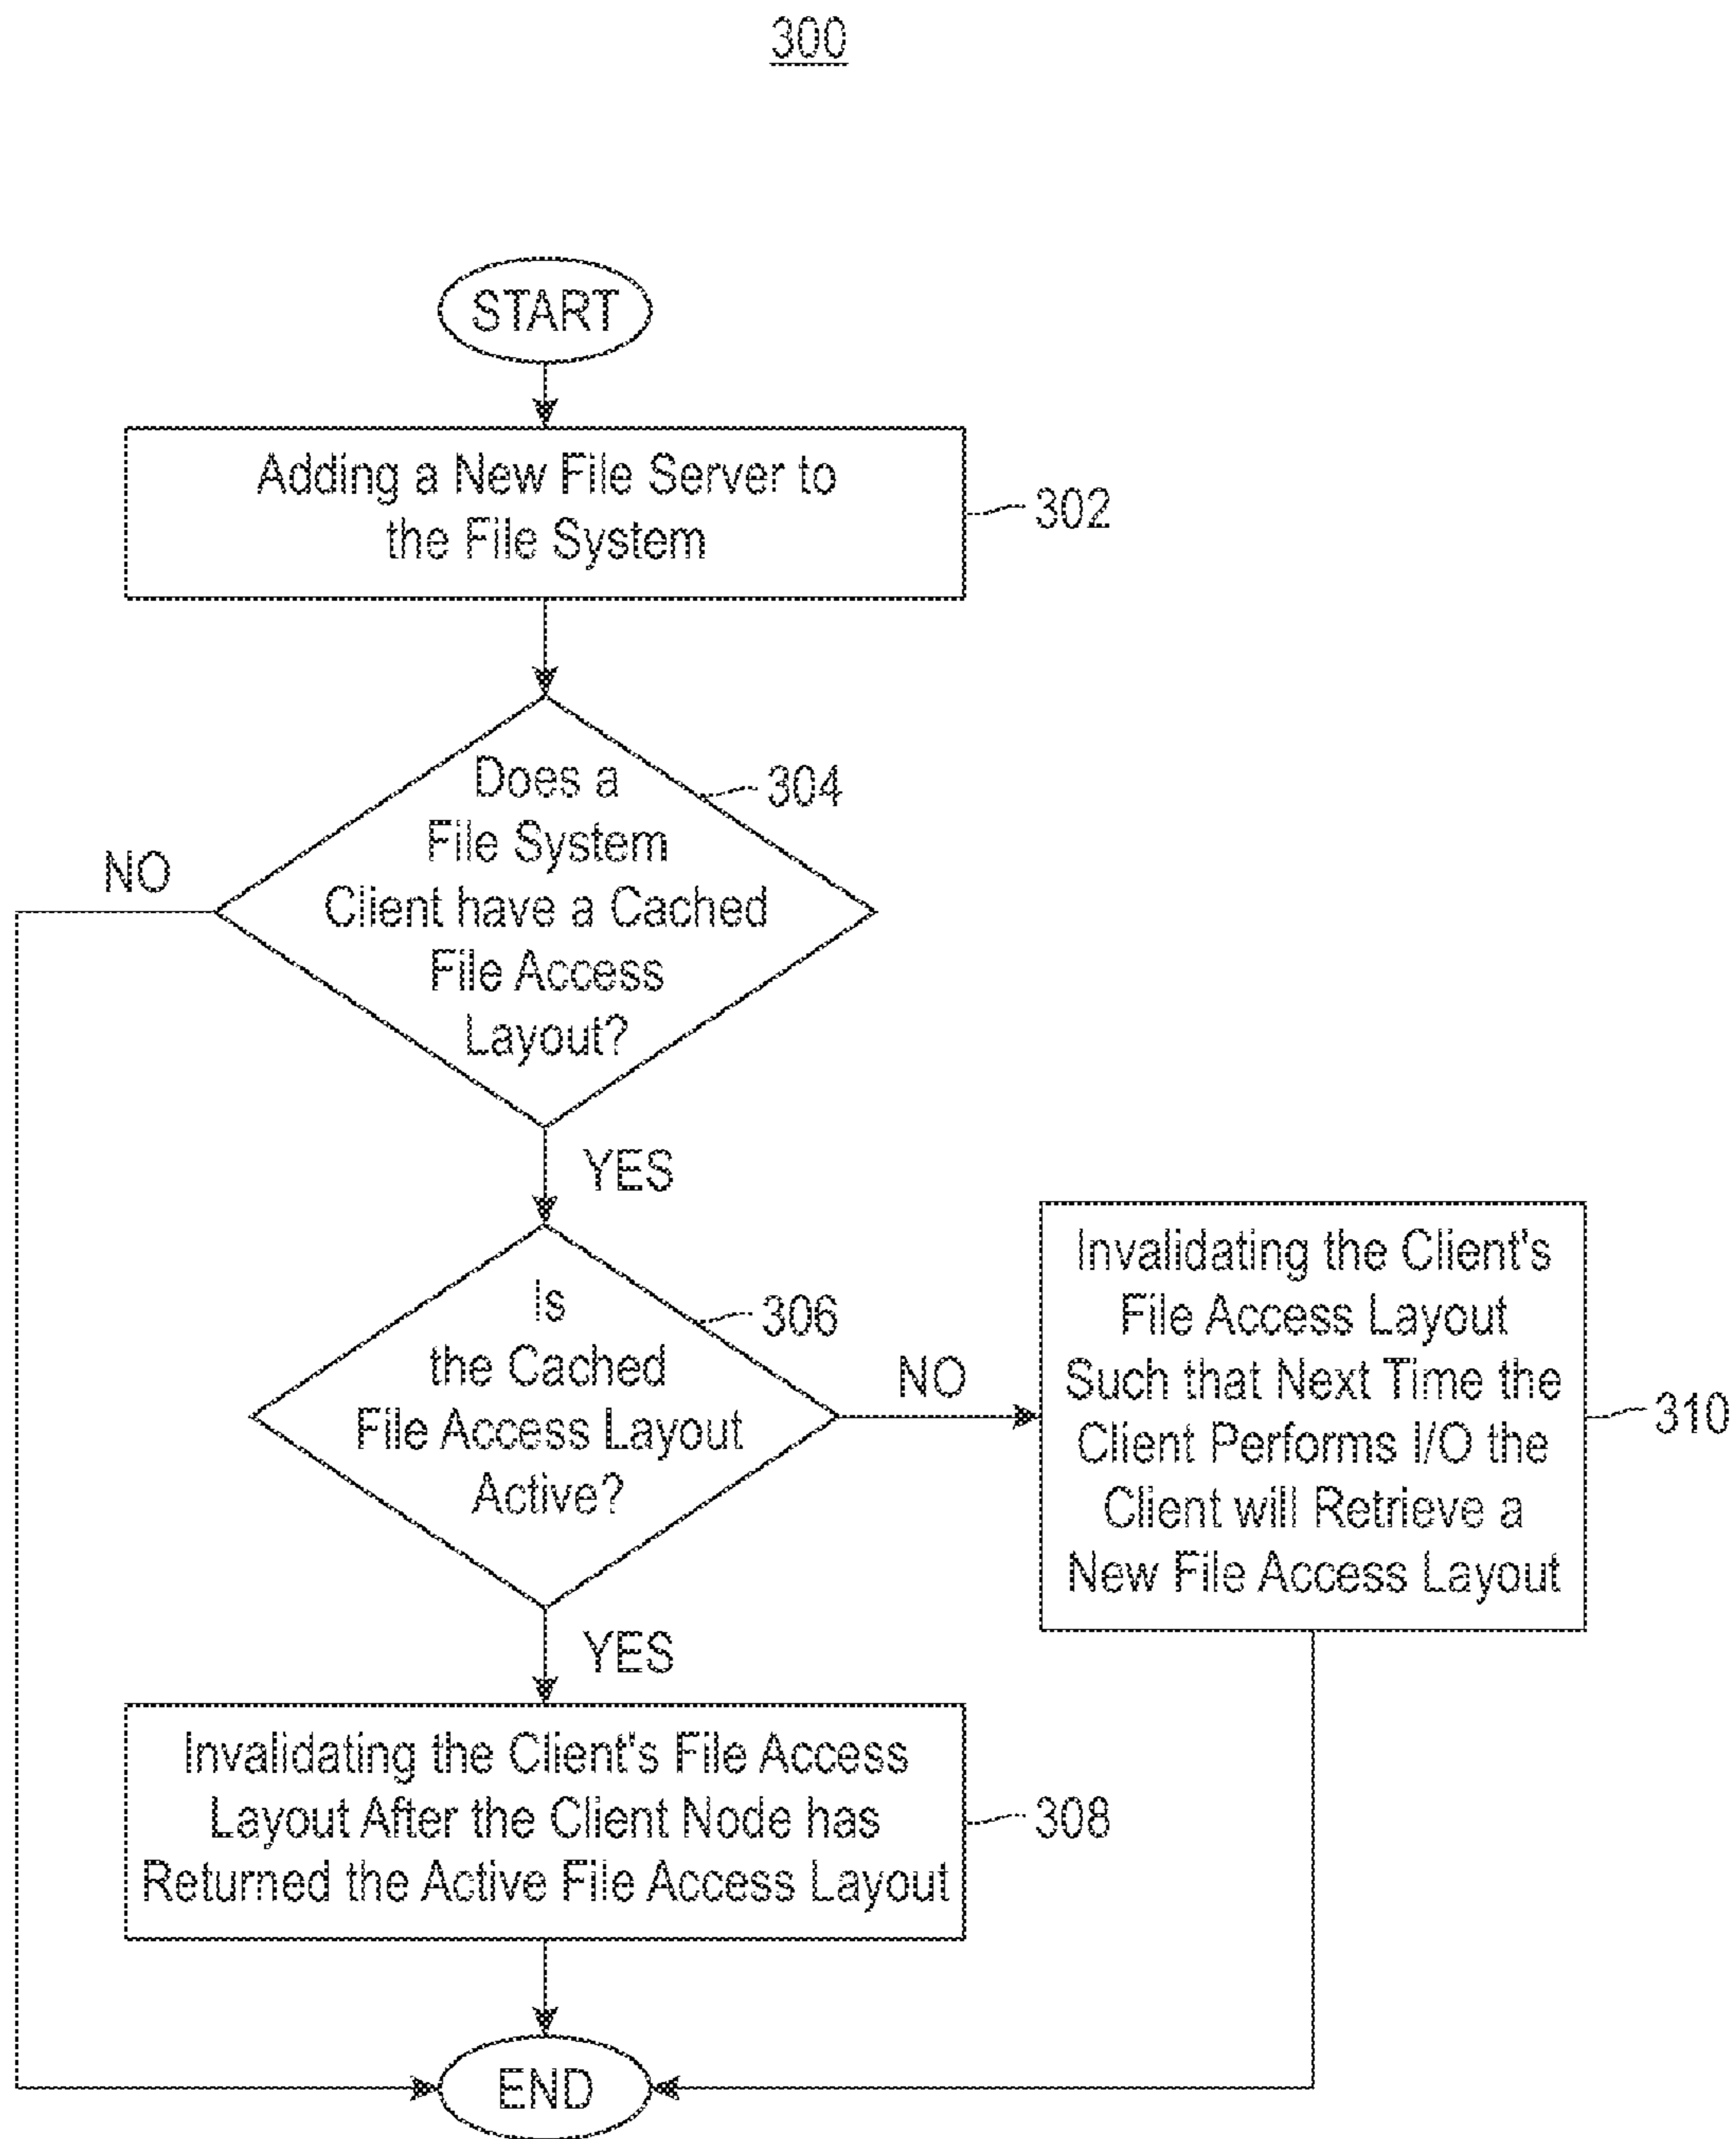 300
START
Adding a New File Server to
the File System
302
Does a
File System
Client have a Cached
File Access
Layout?
304
NO
YES
Is
the Cached
File Access Layout
Active?
306
NO
Invalidating the Client's
File Access Layout
Such that Next Time the
Client Performs I/O the
Client will Retrieve a
New File Access Layout
310
YES
Invalidating the Client's File Access
Layout After the Client Node has
Returned the Active File Access Layout
308
END